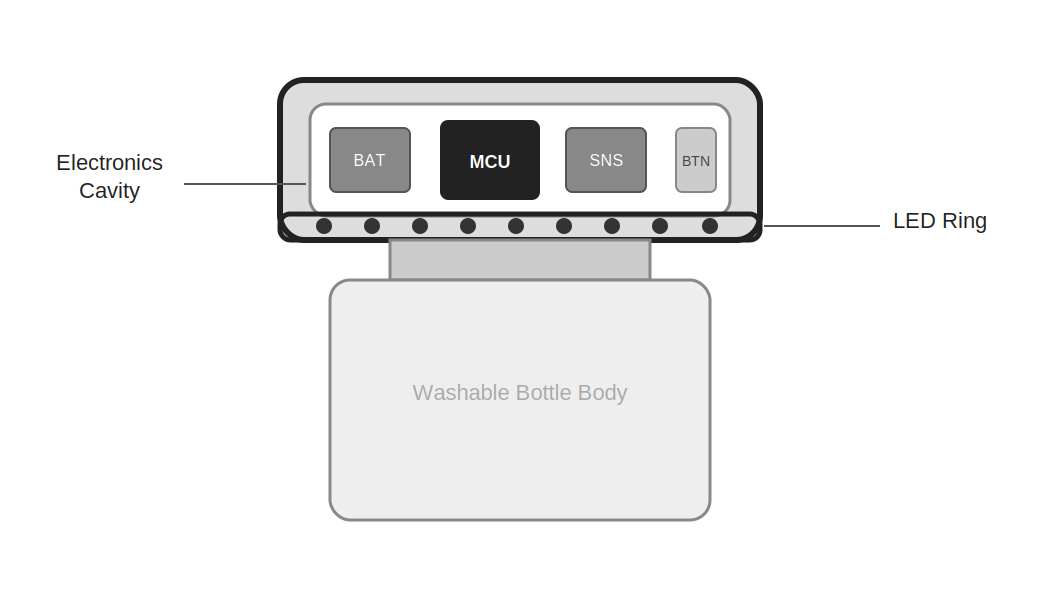 Electronics
Cavity
BAT
MCU
SNS
BTN
LED Ring
Washable Bottle Body